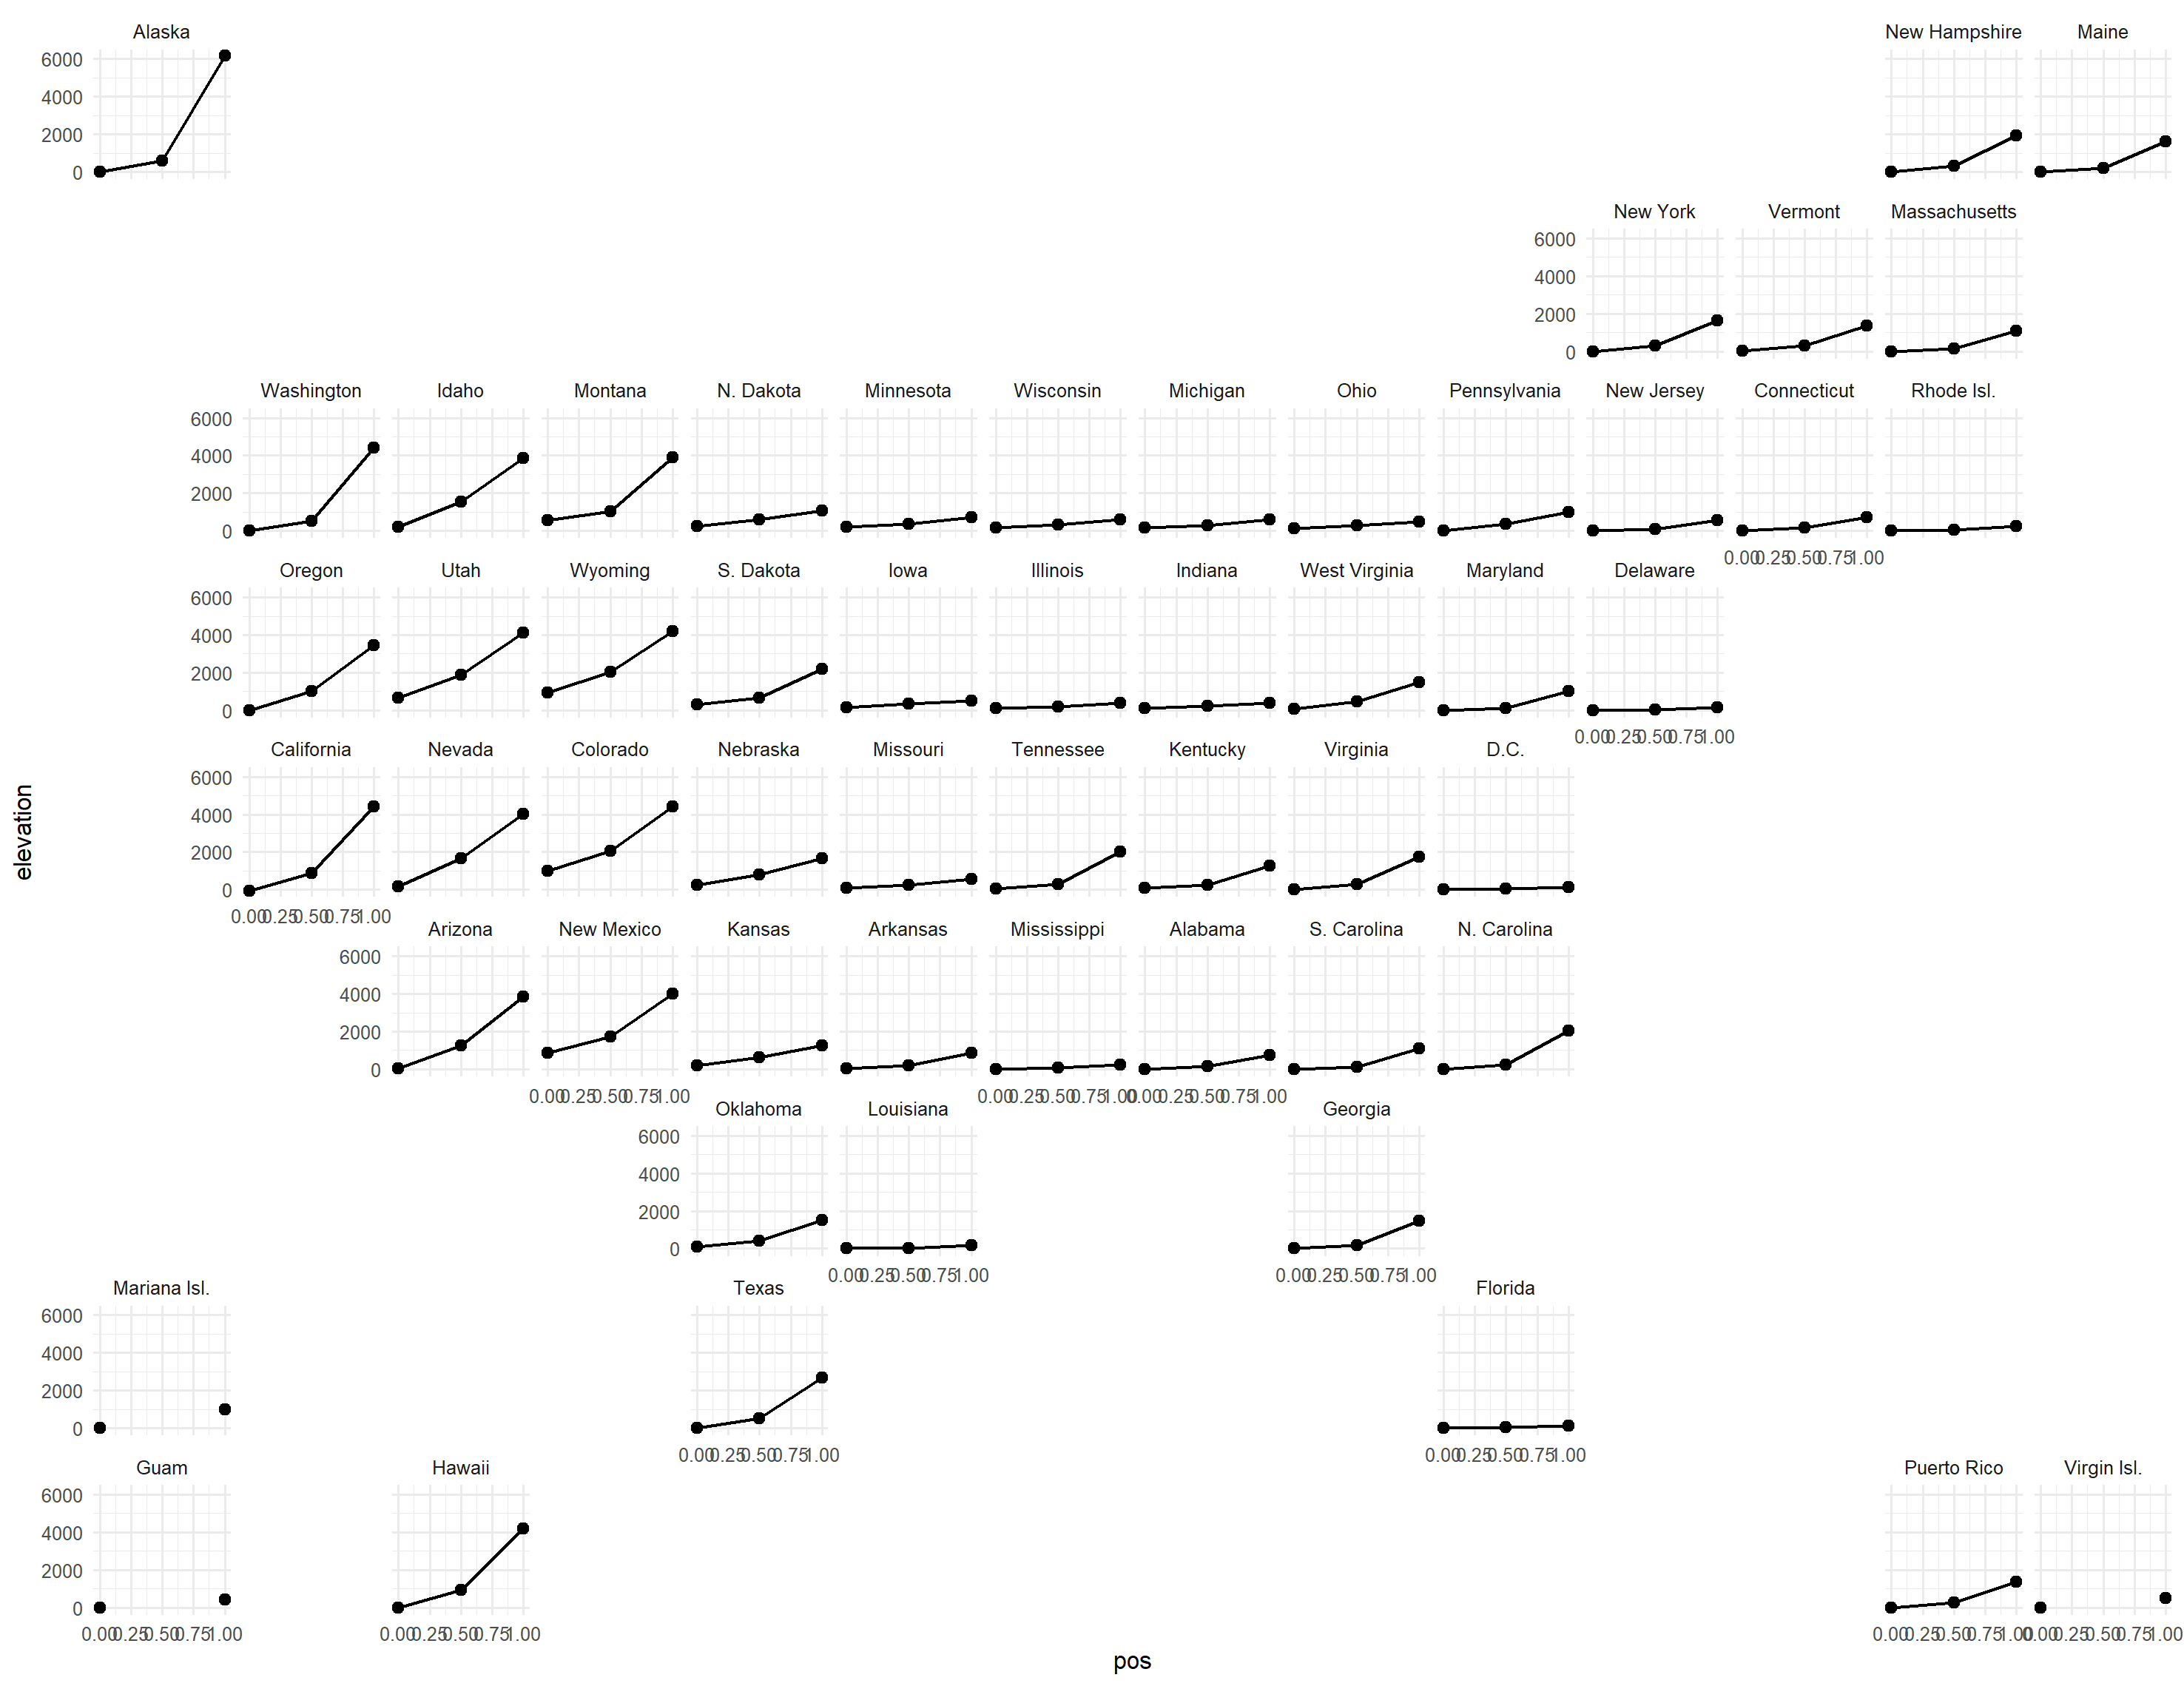 Alaska New Hampshire Maine
6000
4000
2000
0
New York Vermont Massachusetts
6000
4000
2000
0
Washington Idaho Montana N. Dakota Minnesota Wisconsin Michigan Ohio Pennsylvania New Jersey Connecticut Rhode Isl.
6000
4000
2000
0
0.00 0.25 0.50 0.75 1.00
Oregon Utah Wyoming S. Dakota Iowa Illinois Indiana West Virginia Maryland Delaware
6000
4000
2000
0
0.00 0.25 0.50 0.75 1.00
California Nevada Colorado Nebraska Missouri Tennessee Kentucky Virginia D.C.
6000
4000
2000
0
elevation
0.00 0.25 0.50 0.75 1.00
Arizona New Mexico Kansas Arkansas Mississippi Alabama S. Carolina N. Carolina
6000
4000
2000
0
0.00 0.25 0.50 0.75 1.00 0.00 0.25 0.50 0.75 1.00 0.00 0.25 0.50 0.75 1.00
Oklahoma Louisiana Georgia
6000
4000
2000
0
0.00 0.25 0.50 0.75 1.00 0.00 0.25 0.50 0.75 1.00
Mariana Isl. Texas Florida
6000
4000
2000
0
0.00 0.25 0.50 0.75 1.00 0.00 0.25 0.50 0.75 1.00
Guam Hawaii Puerto Rico Virgin Isl.
6000
4000
2000
0
0.00 0.25 0.50 0.75 1.00 0.00 0.25 0.50 0.75 1.00 0.00 0.25 0.50 0.75 1.00 0.00 0.25 0.50 0.75 1.00
pos